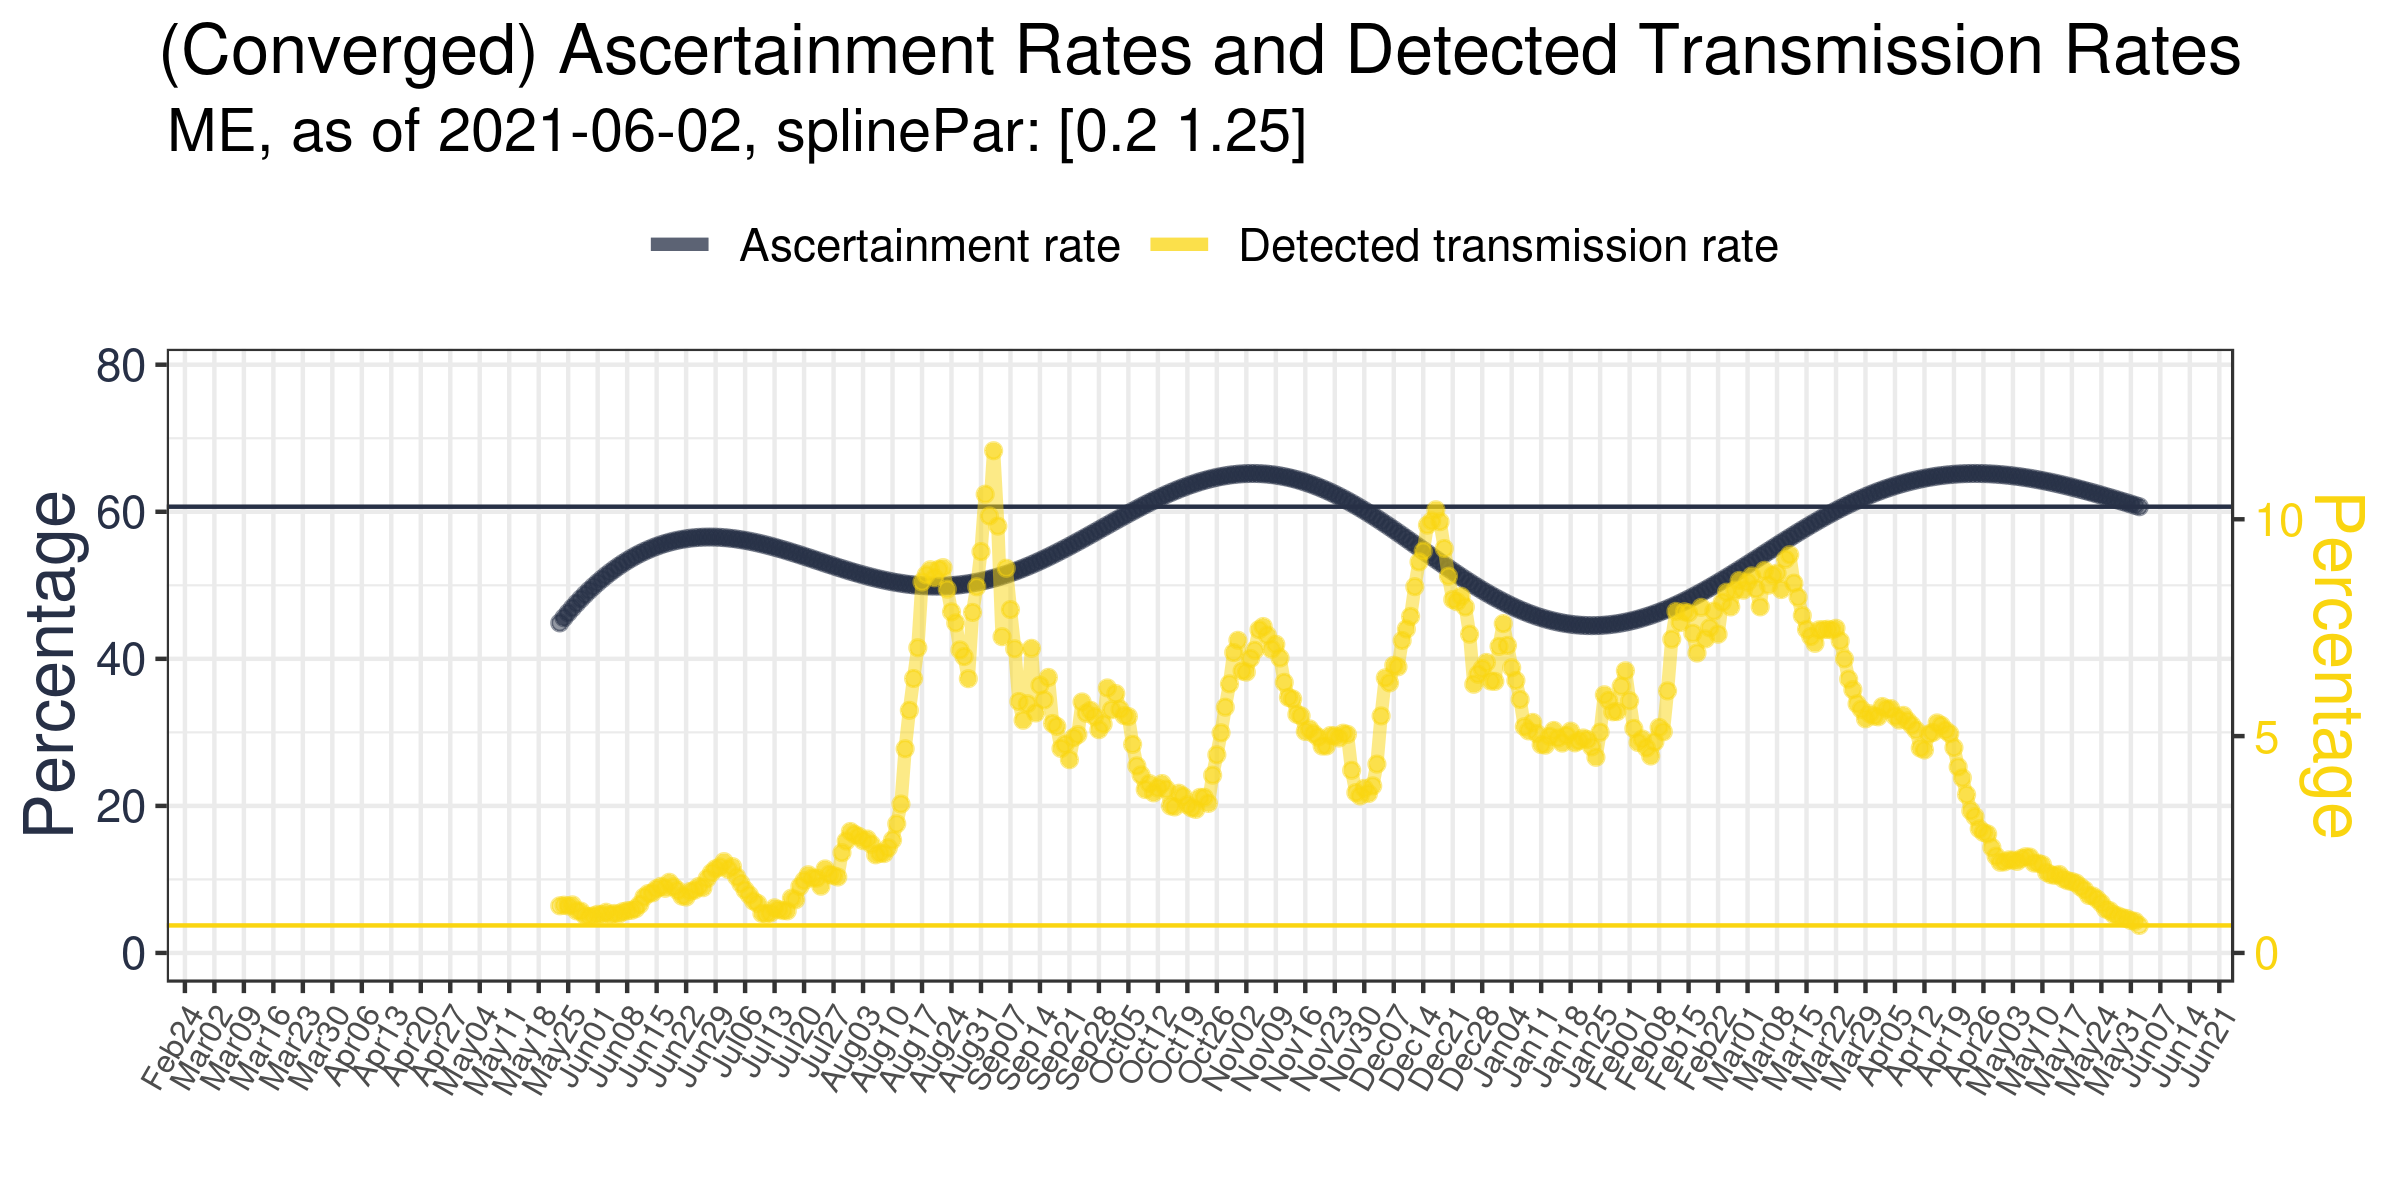 (Converged) Ascertainment Rates and Detected Transmission Rates
ME, as of 2021-06-02, splinePar: [0.2 1.25]
Ascertainment rate
Detected transmission rate
Percentage
80
60
40
20
0
10
5
0
Percentage
Feb24
Mar02
Mar09
Mar16
Mar23
Mar30
Apr06
Apr13
Apr20
Apr27
May04
May11
May18
May25
Jun01
Jun08
Jun15
Jun22
Jun29
Jul06
Jul13
Jul20
Jul27
Aug03
Aug10
Aug17
Aug24
Aug31
Sep07
Sep14
Sep21
Sep28
Oct05
Oct12
Oct19
Oct26
Nov02
Nov09
Nov16
Nov23
Nov30
Dec07
Dec14
Dec21
Dec28
Jan04
Jan11
Jan18
Jan25
Feb01
Feb08
Feb15
Feb22
Mar01
Mar08
Mar15
Mar22
Mar29
Apr05
Apr12
Apr19
Apr26
May03
May10
May17
May24
May31
Jun07
Jun14
Jun21